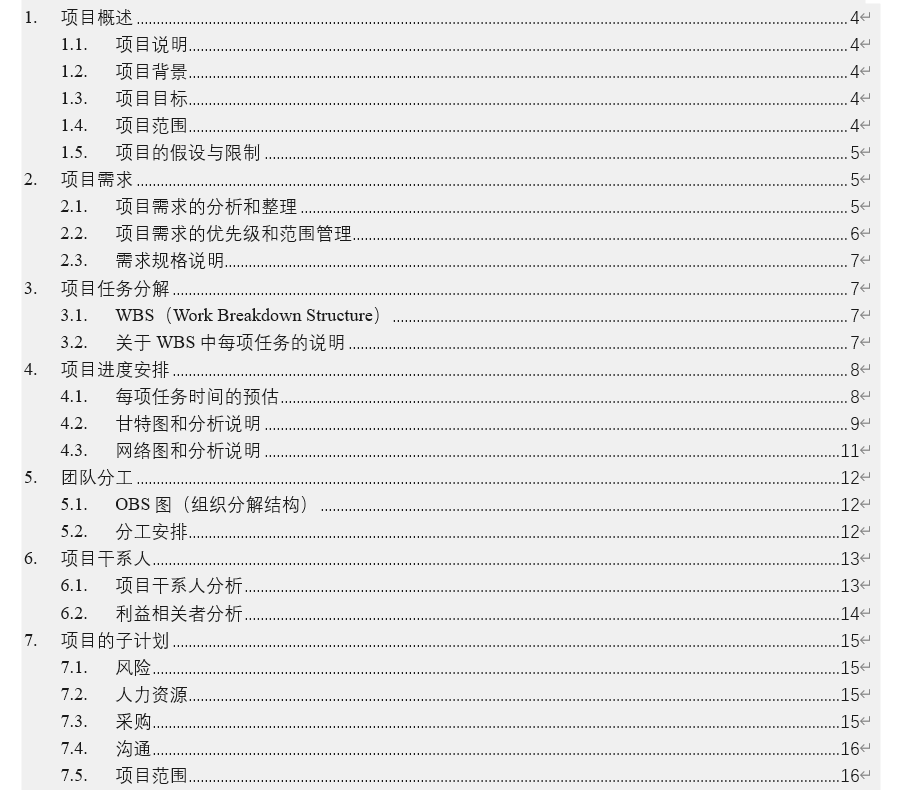 1. 项目概述 4
1.1. 项目说明 4
1.2. 项目背景 4
1.3. 项目目标 4
1.4. 项目范围 4
1.5. 项目的假设与限制 5
2. 项目需求 5
2.1. 项目需求的分析和整理 5
2.2. 项目需求的优先级和范围管理 6
2.3. 需求规格说明 7
3. 项目任务分解 7
3.1. WBS（Work Breakdown Structure） 7
3.2. 关于 WBS 中每项任务的说明 7
4. 项目进度安排 8
4.1. 每项任务时间的预估 8
4.2. 甘特图和分析说明 9
4.3. 网络图和分析说明 11
5. 团队分工 12
5.1. OBS 图（组织分解结构） 12
5.2. 分工安排 12
6. 项目干系人 13
6.1. 项目干系人分析 13
6.2. 利益相关者分析 14
7. 项目的子计划 15
7.1. 风险 15
7.2. 人力资源 15
7.3. 采购 15
7.4. 沟通 16
7.5. 项目范围 16